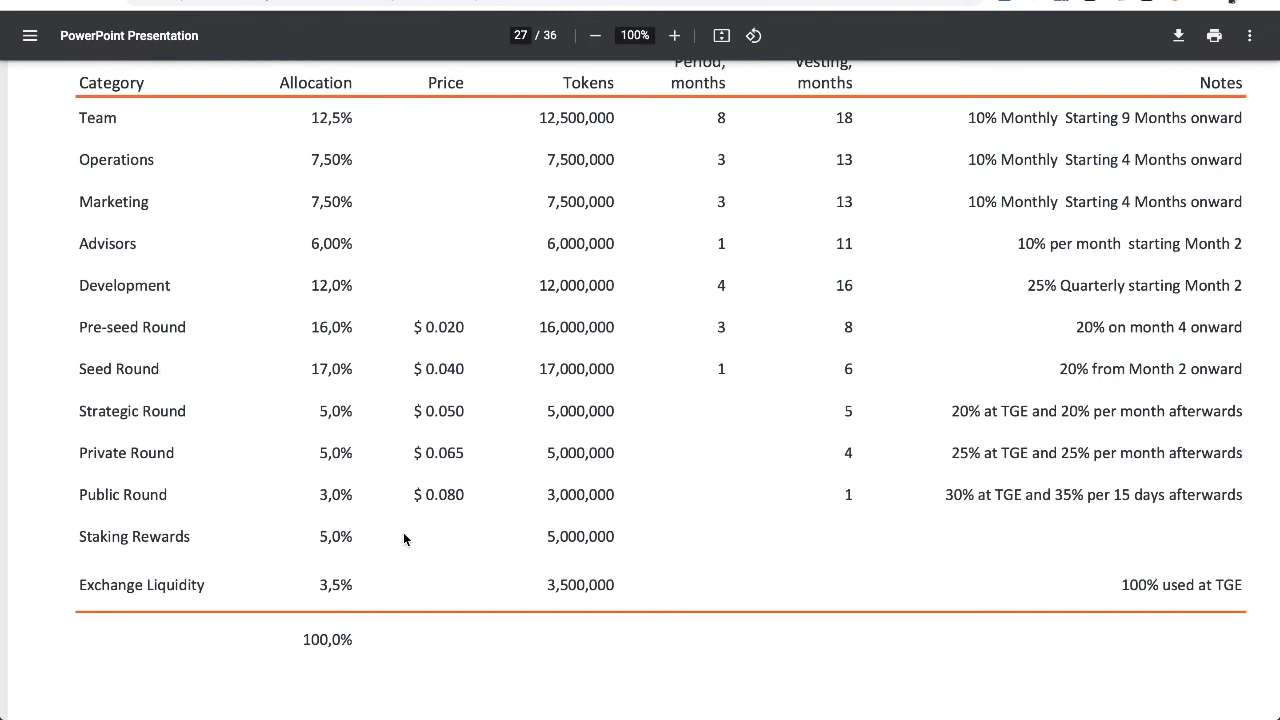 PowerPoint Presentation 27 / 36 100%
Period, Vesting,
Category Allocation Price Tokens months months Notes
Team 12,5% 12,500,000 8 18 10% Monthly Starting 9 Months onward
Operations 7,50% 7,500,000 3 13 10% Monthly Starting 4 Months onward
Marketing 7,50% 7,500,000 3 13 10% Monthly Starting 4 Months onward
Advisors 6,00% 6,000,000 1 11 10% per month starting Month 2
Development 12,0% 12,000,000 4 16 25% Quarterly starting Month 2
Pre-seed Round 16,0% $ 0.020 16,000,000 3 8 20% on month 4 onward
Seed Round 17,0% $ 0.040 17,000,000 1 6 20% from Month 2 onward
Strategic Round 5,0% $ 0.050 5,000,000 5 20% at TGE and 20% per month afterwards
Private Round 5,0% $ 0.065 5,000,000 4 25% at TGE and 25% per month afterwards
Public Round 3,0% $ 0.080 3,000,000 1 30% at TGE and 35% per 15 days afterwards
Staking Rewards 5,0% 5,000,000
Exchange Liquidity 3,5% 3,500,000 100% used at TGE
100,0%